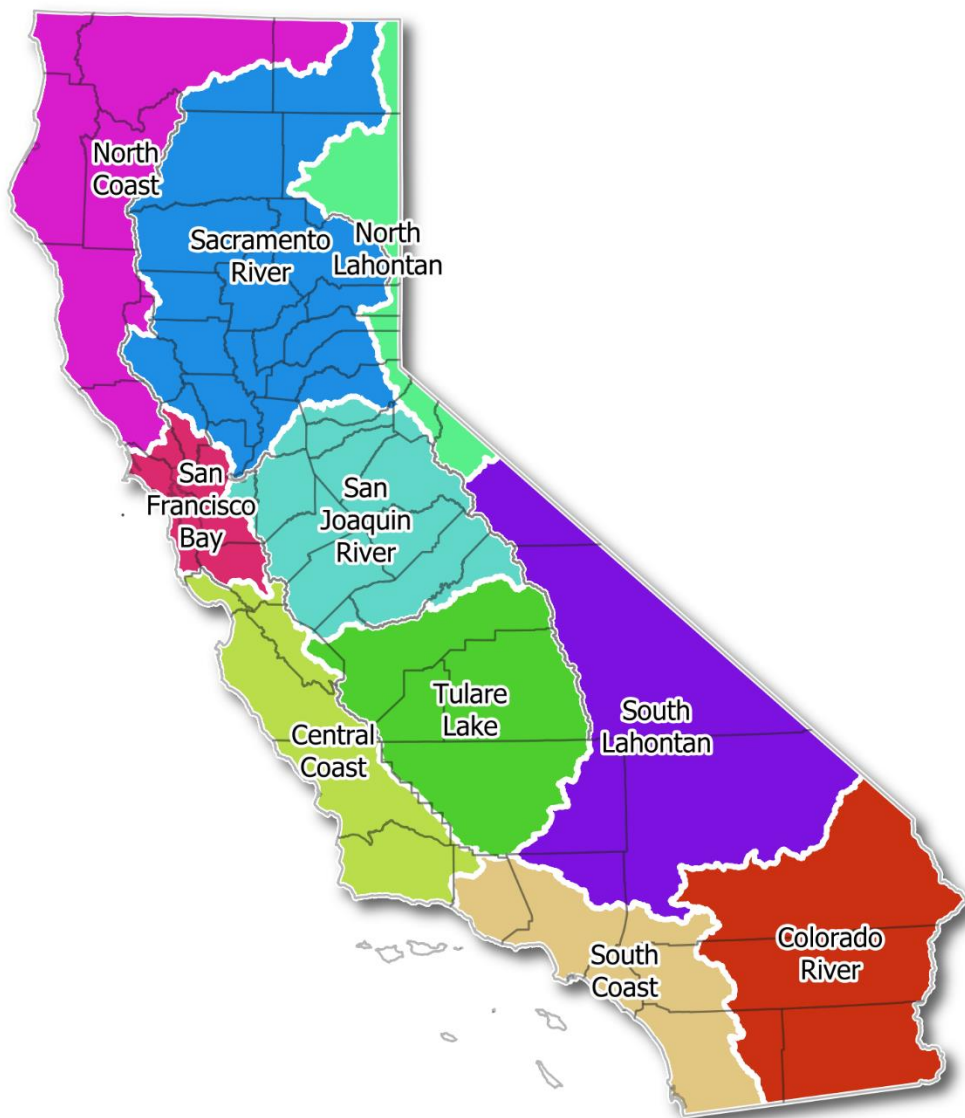 North
Coast
Sacramento
River
North
Lahontan
San
Francisco
Bay
San
Joaquin
River
Tulare
Lake
Central
Coast
South
Lahontan
South
Coast
Colorado
River